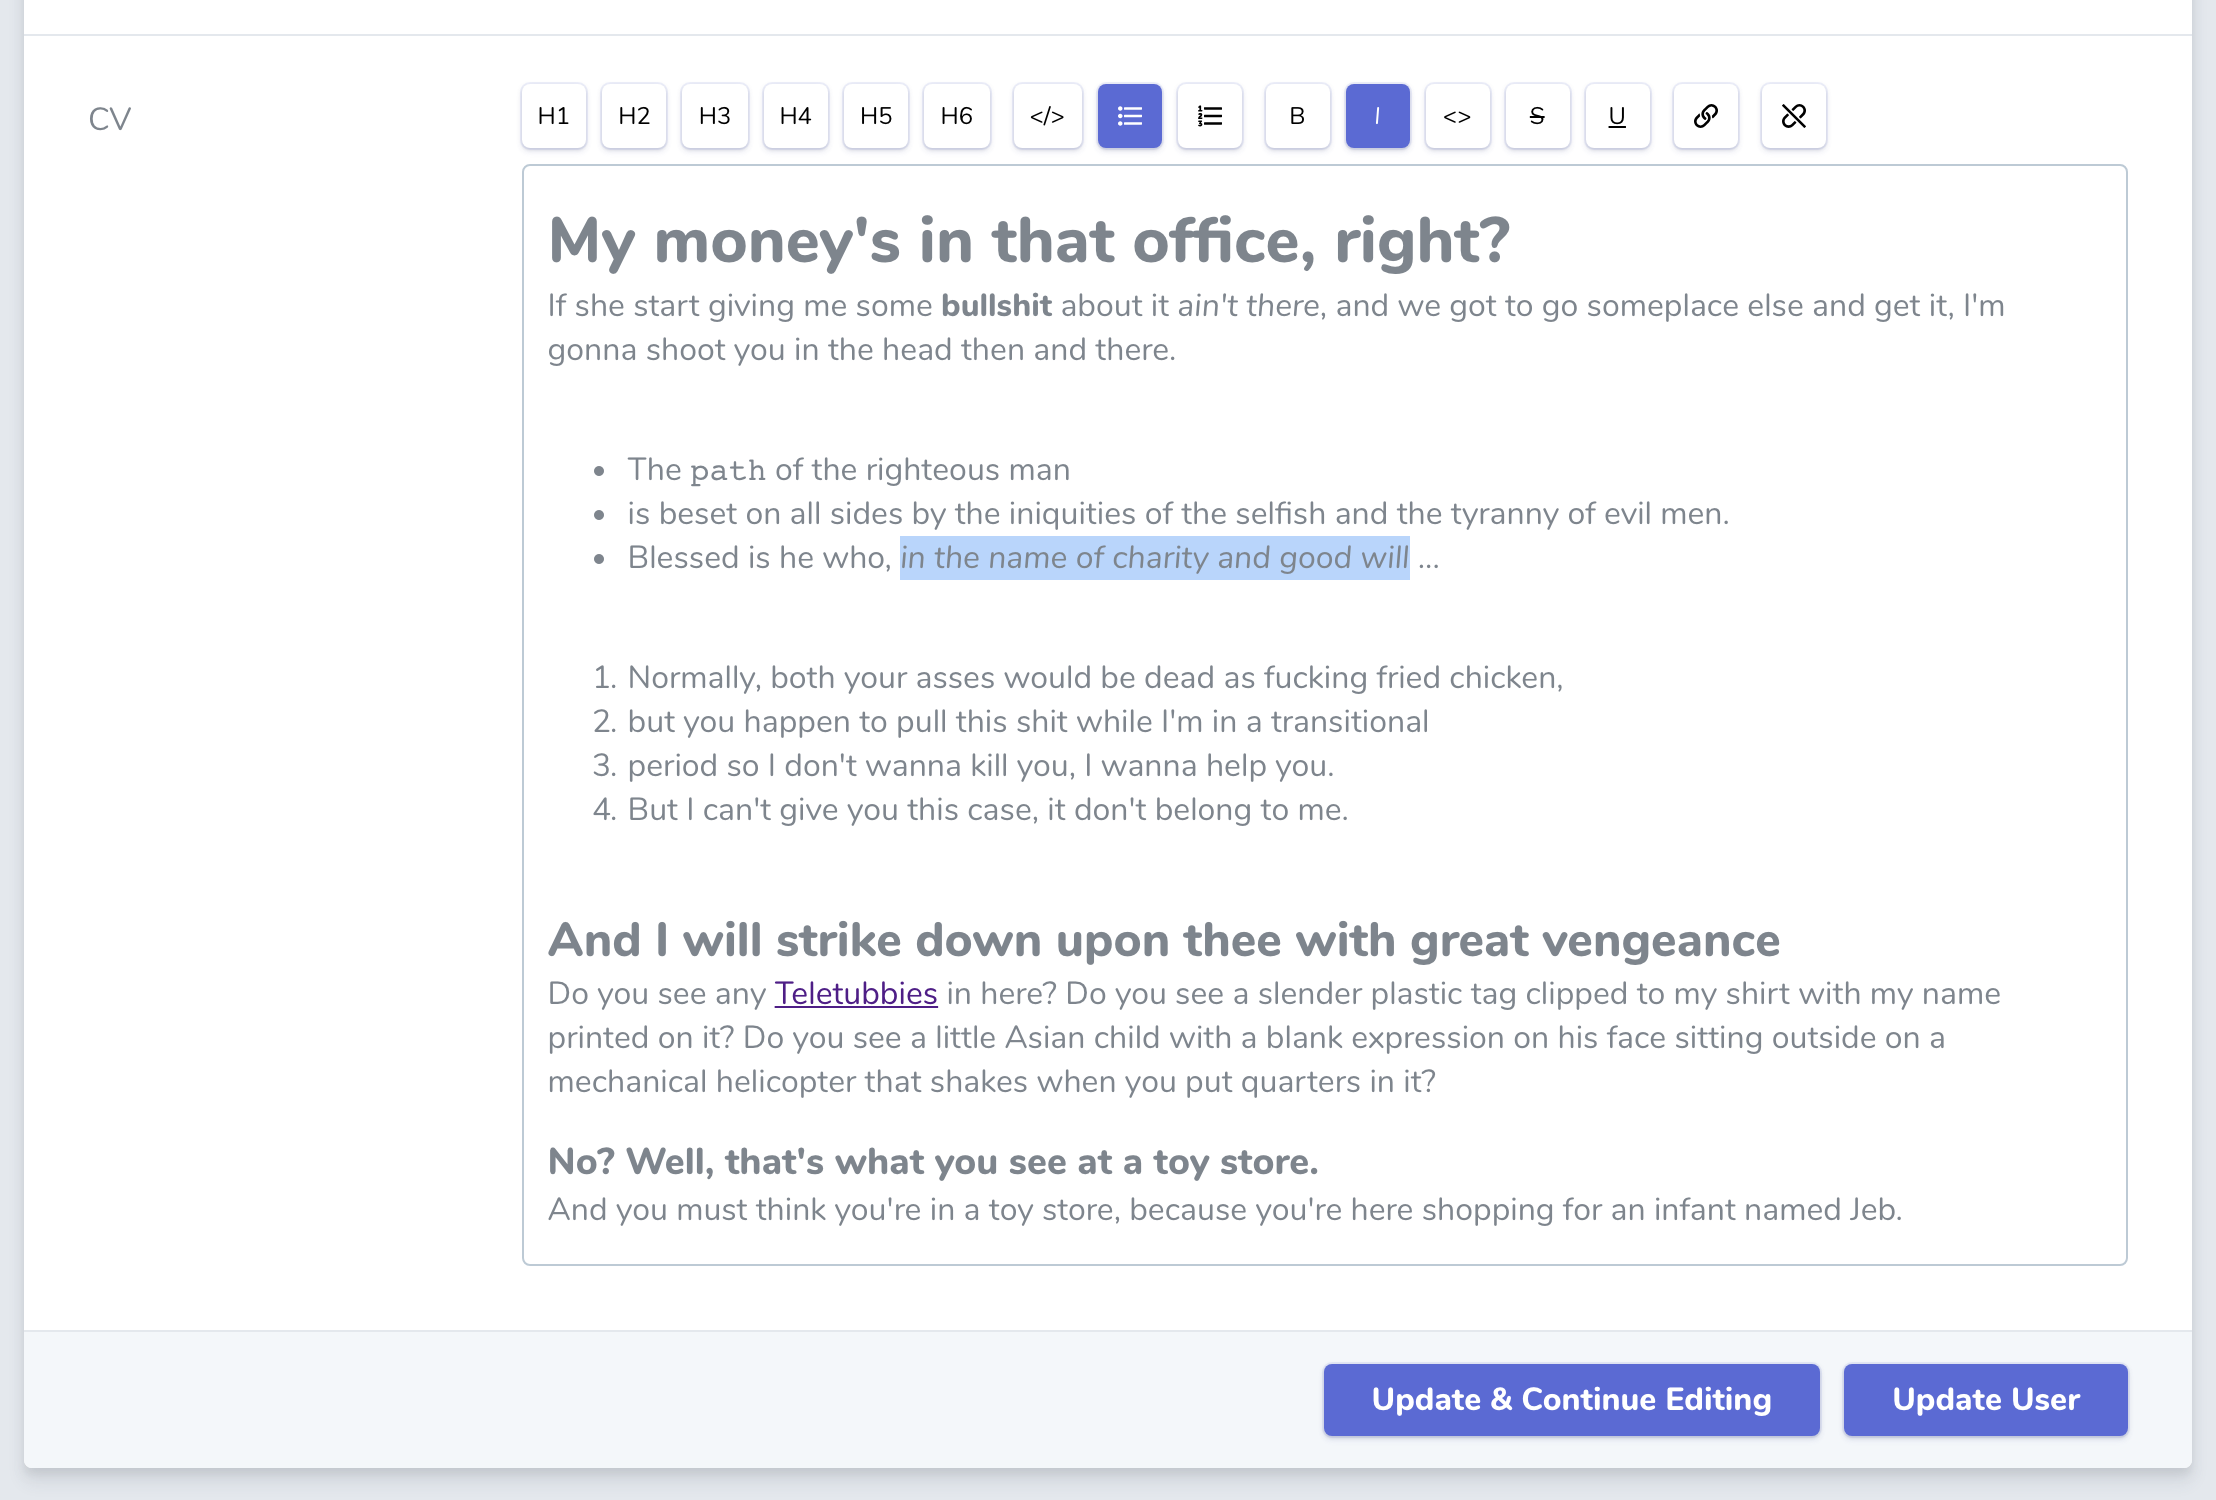 CV
H1 H2 H3 H4 H5 H6 </> B I <> S U
My money's in that office, right?
If she start giving me some bullshit about it ain't there, and we got to go someplace else and get it, I'm
gonna shoot you in the head then and there.
• The path of the righteous man
• is beset on all sides by the iniquities of the selfish and the tyranny of evil men.
• Blessed is he who, in the name of charity and good will ...
1. Normally, both your asses would be dead as fucking fried chicken,
2. but you happen to pull this shit while I'm in a transitional
3. period so I don't wanna kill you, I wanna help you.
4. But I can't give you this case, it don't belong to me.
And I will strike down upon thee with great vengeance
Do you see any Teletubbies in here? Do you see a slender plastic tag clipped to my shirt with my name
printed on it? Do you see a little Asian child with a blank expression on his face sitting outside on a
mechanical helicopter that shakes when you put quarters in it?
No? Well, that's what you see at a toy store.
And you must think you're in a toy store, because you're here shopping for an infant named Jeb.
Update & Continue Editing Update User